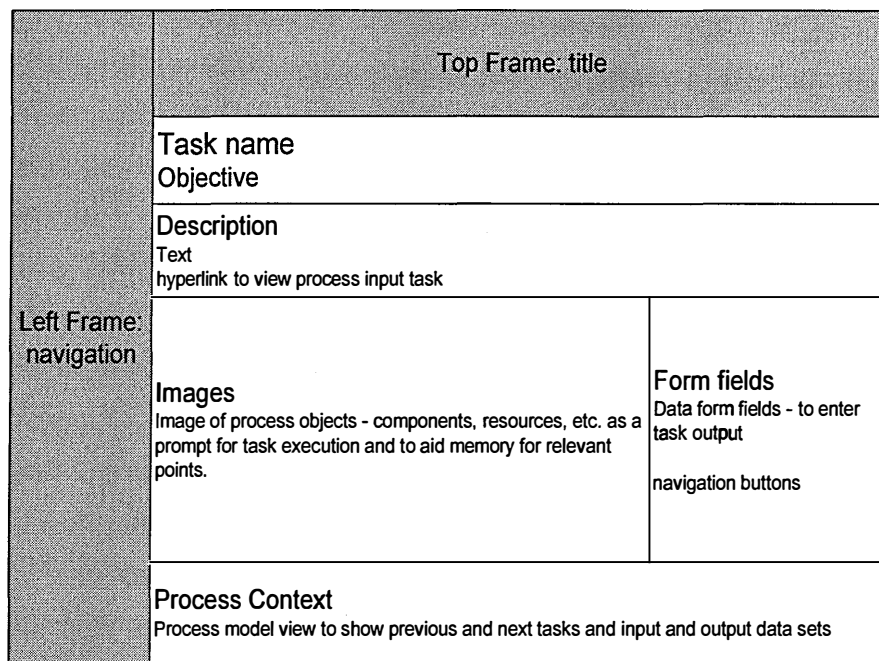 Top Frame: title
Task name
Objective
Description
Text
hyperlink to view process input task
Left Frame:
navigation
Images
Image of process objects - components, resources, etc. as a
prompt for task execution and to aid memory for relevant
points.
Form fields
Data form fields - to enter
task output
navigation buttons
Process Context
Process model view to show previous and next tasks and input and output data sets